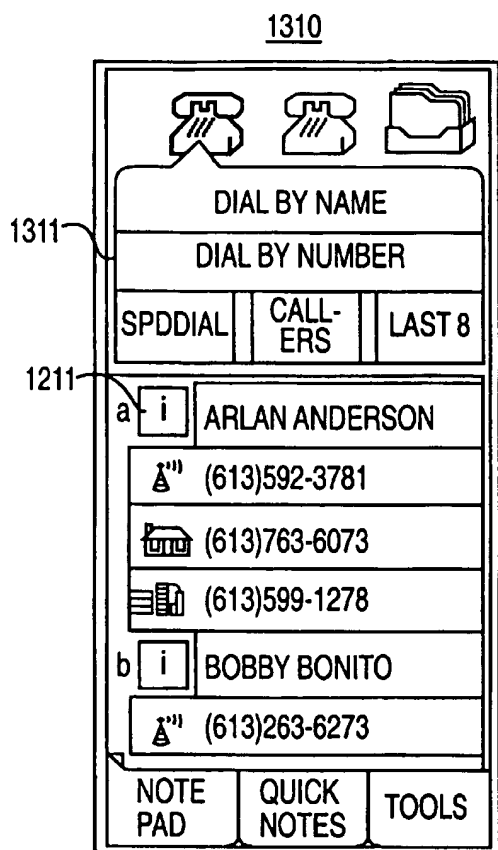 1310
1311
DIAL BY NAME
DIAL BY NUMBER
SPDDIAL
CALL-
ERS
LAST 8
1211
a i ARLAN ANDERSON
(613)592-3781
(613)763-6073
(613)599-1278
b i BOBBY BONITO
(613)263-6273
NOTE
PAD
QUICK
NOTES
TOOLS